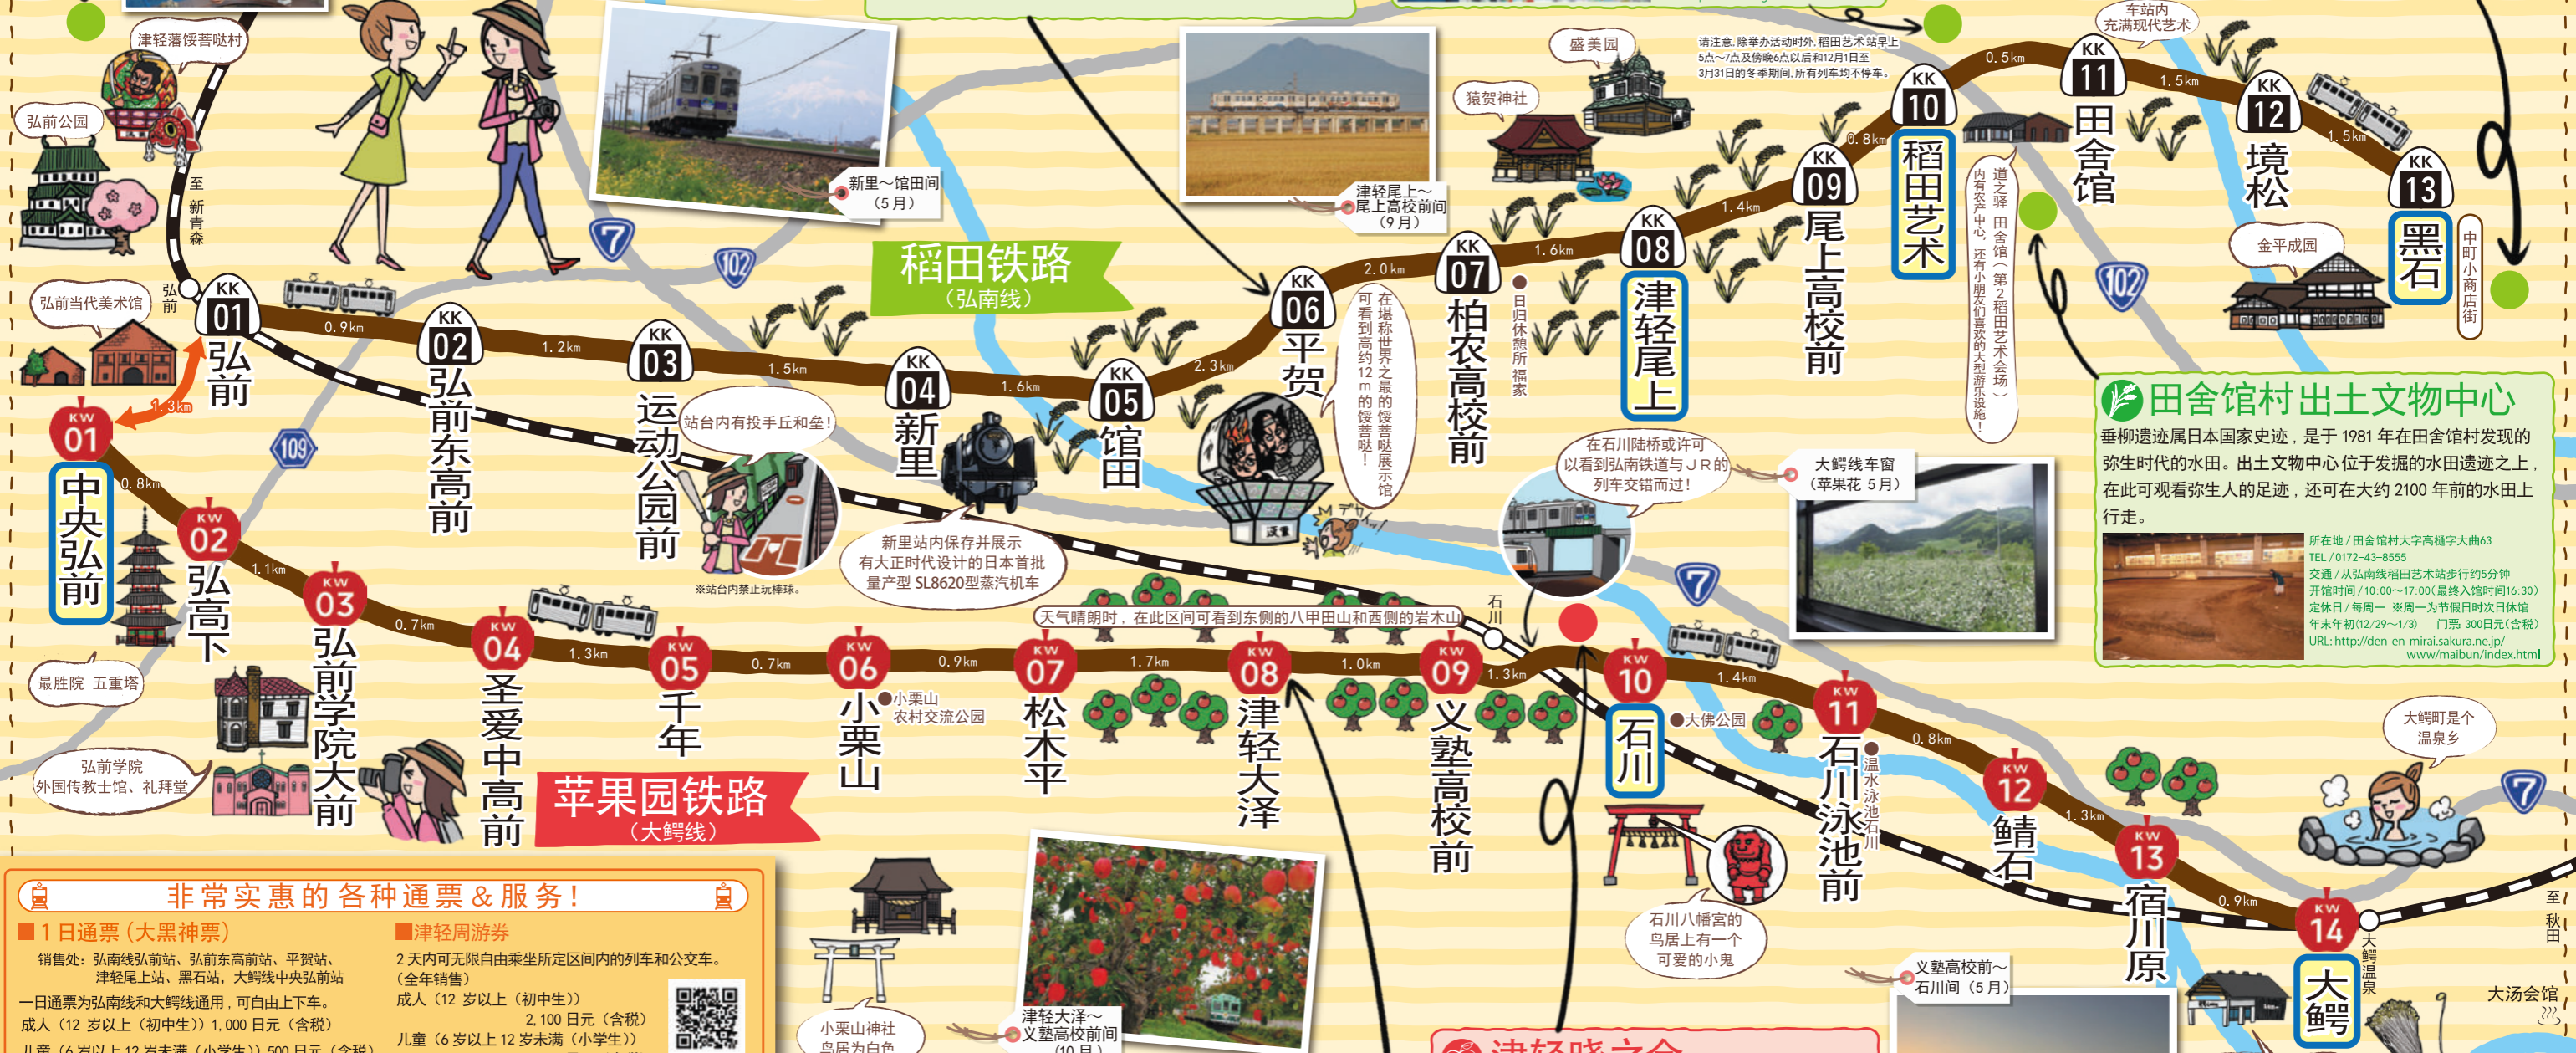 津轻藩馁菩哒村
弘前公园
至 新青森
弘前当代美术馆
弘前
新里～馆田间
（5月）
津轻尾上～
尾上高校前间
（9月）
猿贺神社
盛美园
请注意,除举办活动时外,稻田艺术站早上
5点～7点及傍晚6点以后和12月1日至
3月31日的冬季期间,所有列车均不停车。
车站内
充满现代艺术
7
102
稻田铁路
（弘南线）
KK 01 弘前
0.9km
KK 02 弘前东高前
1.2km
KK 03 运动公园前
1.5km
KK 04 新里
1.6km
KK 05 馆田
2.3km
KK 06 平贺
2.0km
KK 07 柏农高校前
1.6km
KK 08 津轻尾上
1.4km
KK 09 尾上高校前
0.8km
KK 10 稻田艺术
0.5km
KK 11 田舍馆
1.5km
KK 12 境松
1.5km
KK 13 黑石
中町小商店街
金平成园
102
道之驿 田舍馆（第2稻田艺术会场）
内有农产中心，还有小朋友们喜欢的大型游乐设施！
日归休憩所 福家
在堪称世界之最的馁菩哒展示馆
可看到高约12m的馁菩哒！
站台内有投手丘和垒！
※站台内禁止玩棒球。
新里站内保存并展示
有大正时代设计的日本首批
量产型 SL8620型蒸汽机车
在石川陆桥或许可
以看到弘南铁道与JR的
列车交错而过！
大鳄线车窗
（苹果花 5月）
田舍馆村出土文物中心
垂柳遗迹属日本国家史迹，是于 1981 年在田舍馆村发现的
弥生时代的水田。出土文物中心位于发掘的水田遗迹之上，
在此可观看弥生人的足迹，还可在大约 2100 年前的水田上
行走。
所在地/田舍馆村大字高樋字大曲63
TEL/0172-43-8555
交通/从弘南线稻田艺术站步行约5分钟
开馆时间/10:00～17:00(最终入馆时间16:30)
定休日/每周一 ※周一为节假日时次日休馆
年末年初(12/29～1/3) 门票 300日元(含税)
URL: http://den-en-mirai.sakura.ne.jp/
www/maibun/index.html
1.3km
109
KW 01 中央弘前
0.8km
KW 02 弘高下
1.1km
KW 03 弘前学院大前
0.7km
KW 04 圣爱中高前
1.3km
KW 05 千年
0.7km
KW 06 小栗山
0.9km
KW 07 松木平
1.7km
KW 08 津轻大泽
1.0km
KW 09 义塾高校前
1.3km
KW 10 石川
1.4km
KW 11 石川泳池前
0.8km
KW 12 鲭石
1.3km
KW 13 宿川原
0.9km
KW 14 大鳄
天气晴朗时，在此区间可看到东侧的八甲田山和西侧的岩木山
石川
7
最胜院 五重塔
弘前学院
外国传教士馆、礼拜堂
小栗山
农村交流公园
大佛公园
温水泳池石川
大鳄町是个
温泉乡
7
苹果园铁路
（大鳄线）
石川八幡宫的
鸟居上有一个
可爱的小鬼
至 秋田
大鳄温泉
大汤会馆
义塾高校前～
石川间（5月）
津轻大泽～
义塾高校前间
（10月）
小栗山神社
鸟居为白色
非常实惠的各种通票＆服务！
■1日通票（大黑神票）
销售处：弘南线弘前站、弘前东高前站、平贺站、
津轻尾上站、黑石站，大鳄线中央弘前站
一日通票为弘南线和大鳄线通用，可自由上下车。
成人（12 岁以上（初中生））1,000 日元（含税）
儿童（6 岁以上 12 岁未满（小学生））500 日元（含税）
■津轻周游券
2 天内可无限自由乘坐所定区间内的列车和公交车。
（全年销售）
成人（12 岁以上（初中生））
2,100 日元（含税）
儿童（6 岁以上 12 岁未满（小学生））